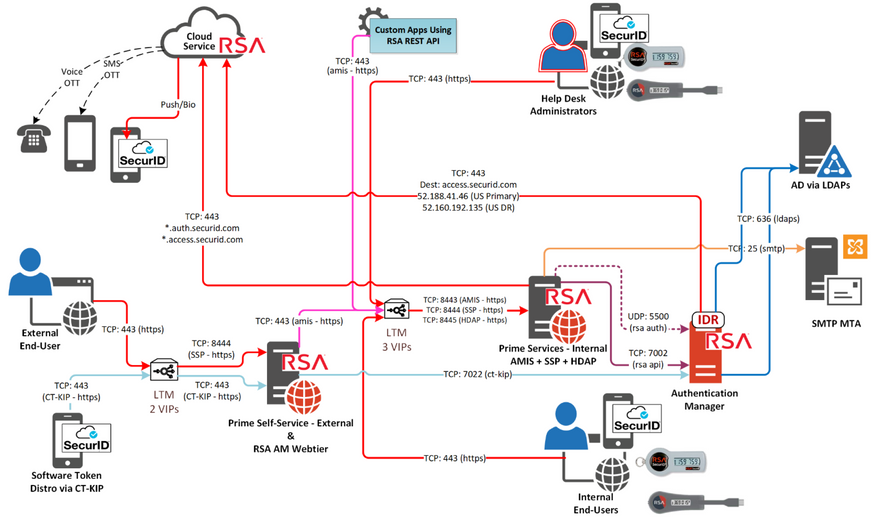 Cloud
Service
RSA
Custom Apps Using
RSA REST API
SecurID
Voice
OTT
SMS
OTT
Push/Bio
SecurID
TCP: 443
(amis - https)
TCP: 443 (https)
Help Desk
Administrators
TCP: 443
Dest: access.securid.com
52.188.41.46 (US Primary)
52.160.192.135 (US DR)
AD via LDAPs
TCP: 636 (ldaps)
TCP: 443
*.auth.securid.com
*.access.securid.com
TCP: 25 (smtp)
SMTP MTA
External
End-User
TCP: 443 (https)
TCP: 8444
(SSP - https)
TCP: 443 (amis - https)
LTM
3 VIPs
TCP: 8443 (AMIS - https)
TCP: 8444 (SSP - https)
TCP: 8445 (HDAP - https)
RSA
Prime Services - Internal
AMIS + SSP + HDAP
UDP: 5500
(rsa auth)
IDR
RSA
TCP: 7002
(rsa api)
Authentication
Manager
TCP: 443
(CT-KIP - https)
LTM
2 VIPs
TCP: 443
(CT-KIP - https)
RSA
TCP: 7022 (ct-kip)
Prime Self-Service - External
&
RSA AM Webtier
SecurID
Software Token
Distro via CT-KIP
TCP: 443 (https)
SecurID
Internal
End-Users